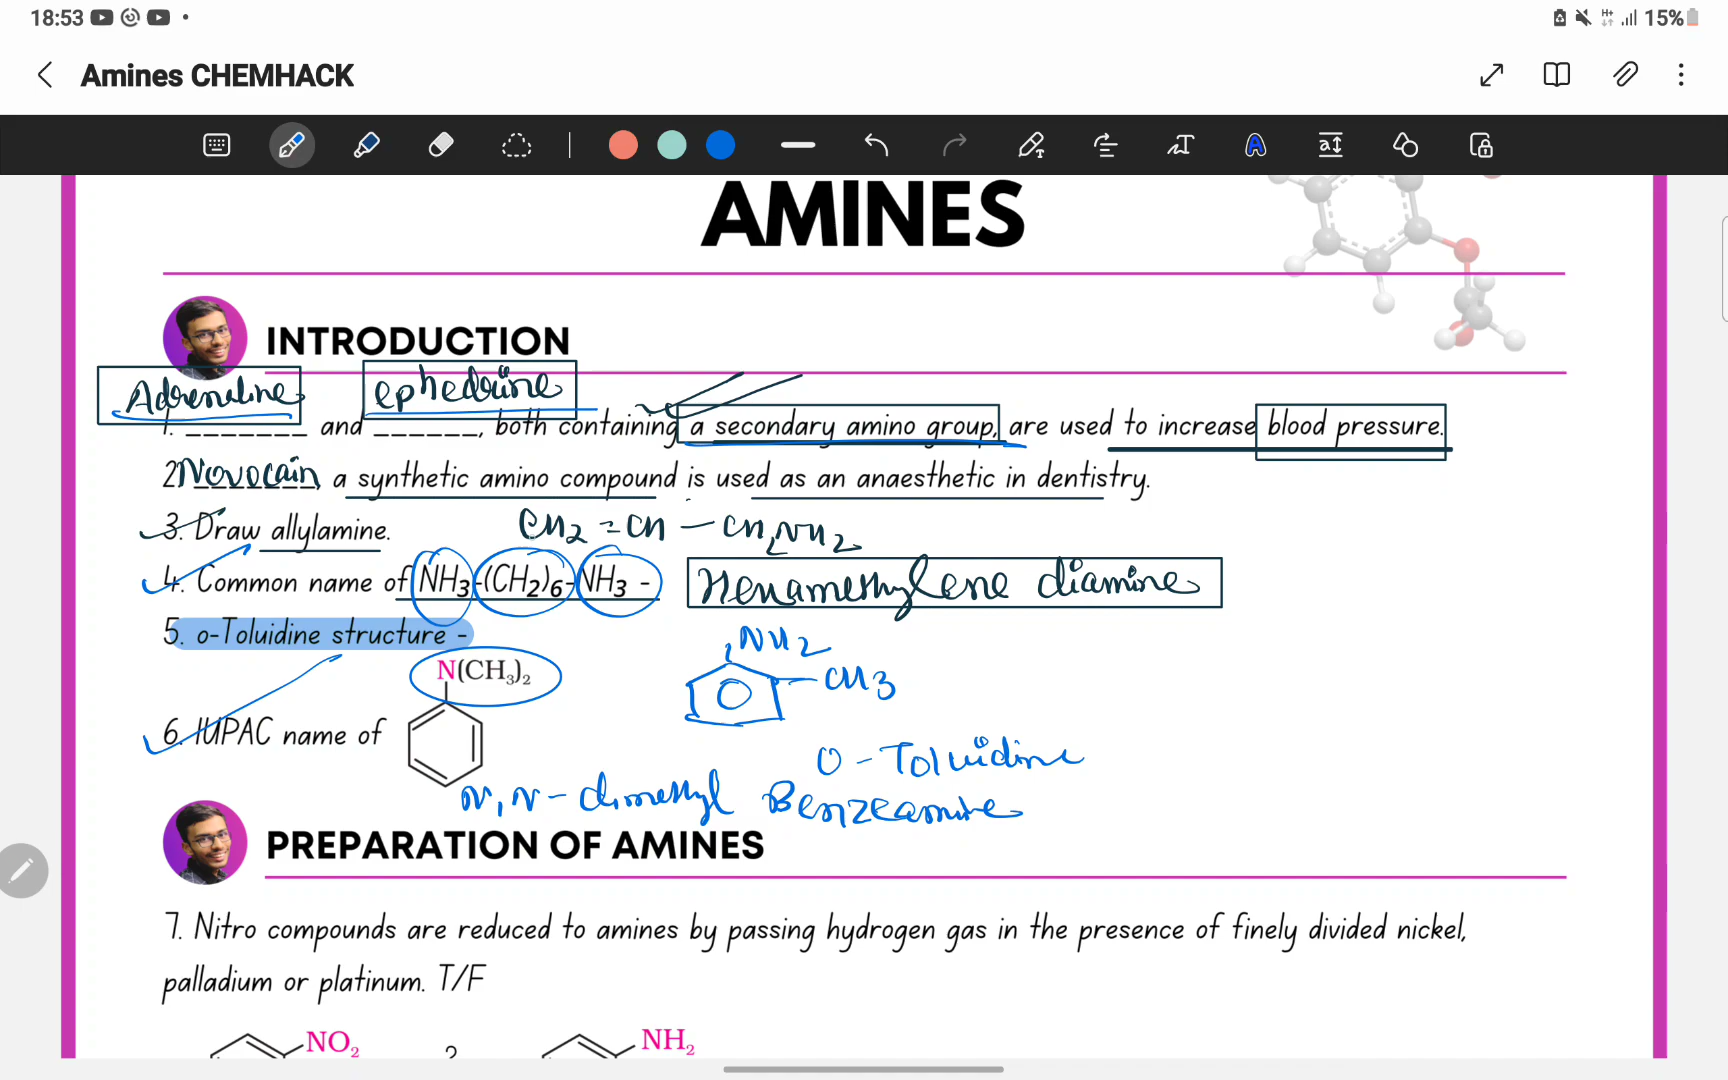 18:53 15%
Amines CHEMHACK
AMINES
INTRODUCTION
Adrenaline ephedrine
1. _______ and ______, both containing a secondary amino group, are used to increase blood pressure.
2. Novocain, a synthetic amino compound is used as an anaesthetic in dentistry.
3. Draw allylamine. CH2 = CH - CH2NH2
4. Common name of NH3-(CH2)6-NH3 - Hexamethylene diamine
5. o-Toluidine structure -
NH2
N(CH3)2 CH3
6. IUPAC name of
O - Toluidine
N, N - dimethyl Benzeamine
PREPARATION OF AMINES
7. Nitro compounds are reduced to amines by passing hydrogen gas in the presence of finely divided nickel,
palladium or platinum. T/F
NO2 ? NH2